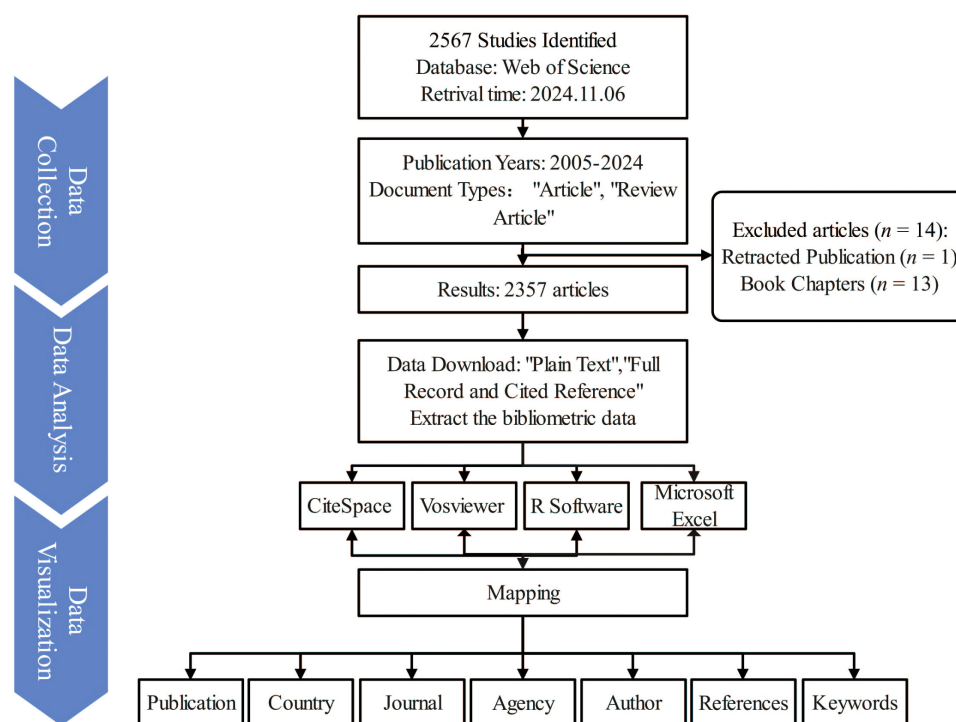 2567 Studies Identified
Database: Web of Science
Retrival time: 2024.11.06
Publication Years: 2005-2024
Document Types： "Article", "Review
Article"
Excluded articles (n = 14):
Retracted Publication (n = 1)
Book Chapters (n = 13)
Results: 2357 articles
Data Download: "Plain Text","Full
Record and Cited Reference"
Extract the bibliometric data
CiteSpace
Vosviewer
R Software
Microsoft
Excel
Mapping
Publication
Country
Journal
Agency
Author
References
Keywords
Data
Collection
Data Analysis
Data
Visualization